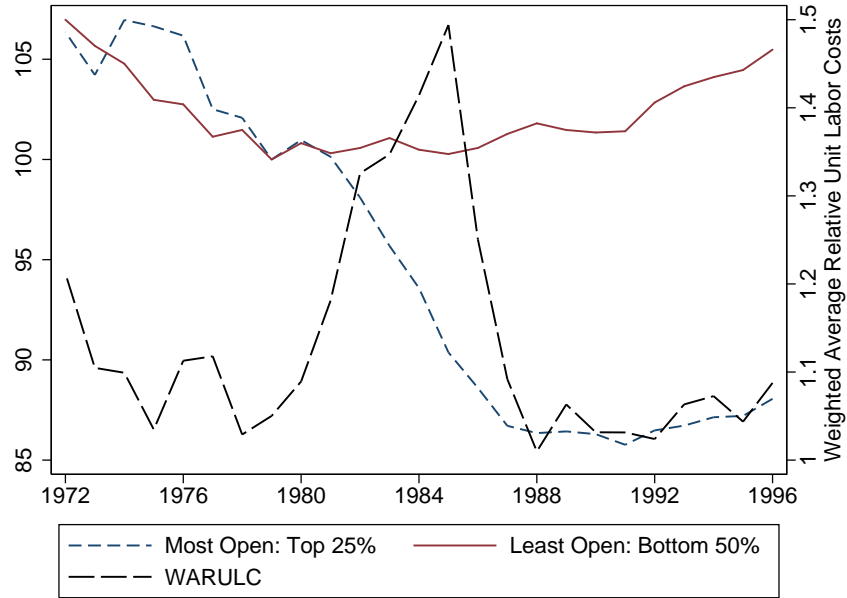 105
100
95
90
85
1.5
1.4
1.3
1.2
1.1
1
Weighted Average Relative Unit Labor Costs
1972 1976 1980 1984 1988 1992 1996
Most Open: Top 25% Least Open: Bottom 50%
WARULC